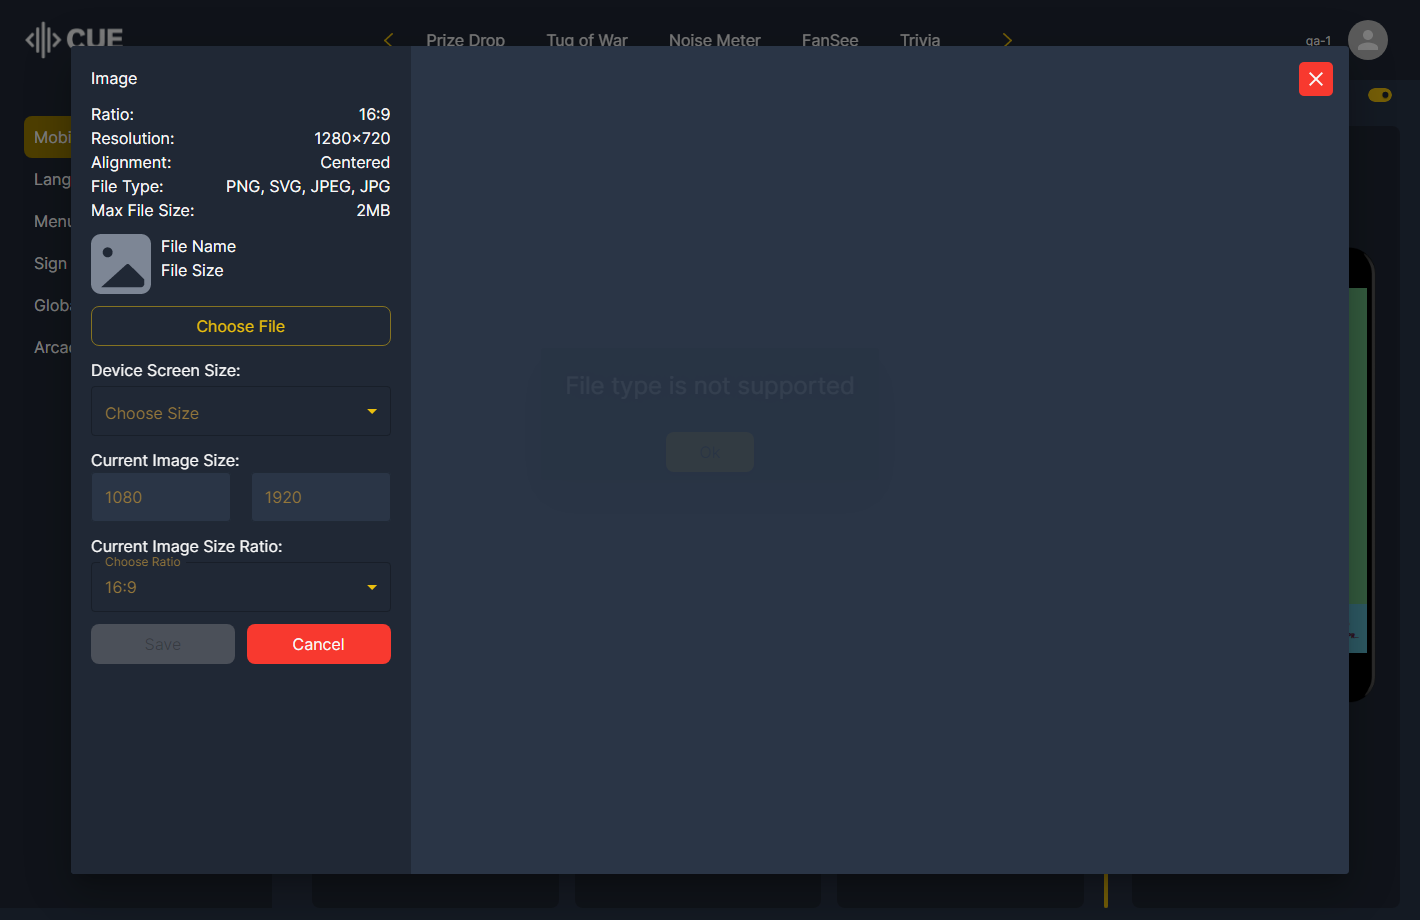 CUE
Prize Drop
Tug of War
Noise Meter
FanSee
Trivia
qa-1
Image
Ratio: 16:9
Resolution: 1280×720
Alignment: Centered
File Type: PNG, SVG, JPEG, JPG
Max File Size: 2MB
File Name
File Size
Choose File
Device Screen Size:
Choose Size
Current Image Size:
1080 1920
Current Image Size Ratio:
Choose Ratio
16:9
Save Cancel
Mobi
Lang
Menu
Sign
Globa
Arcad
File type is not supported
Ok